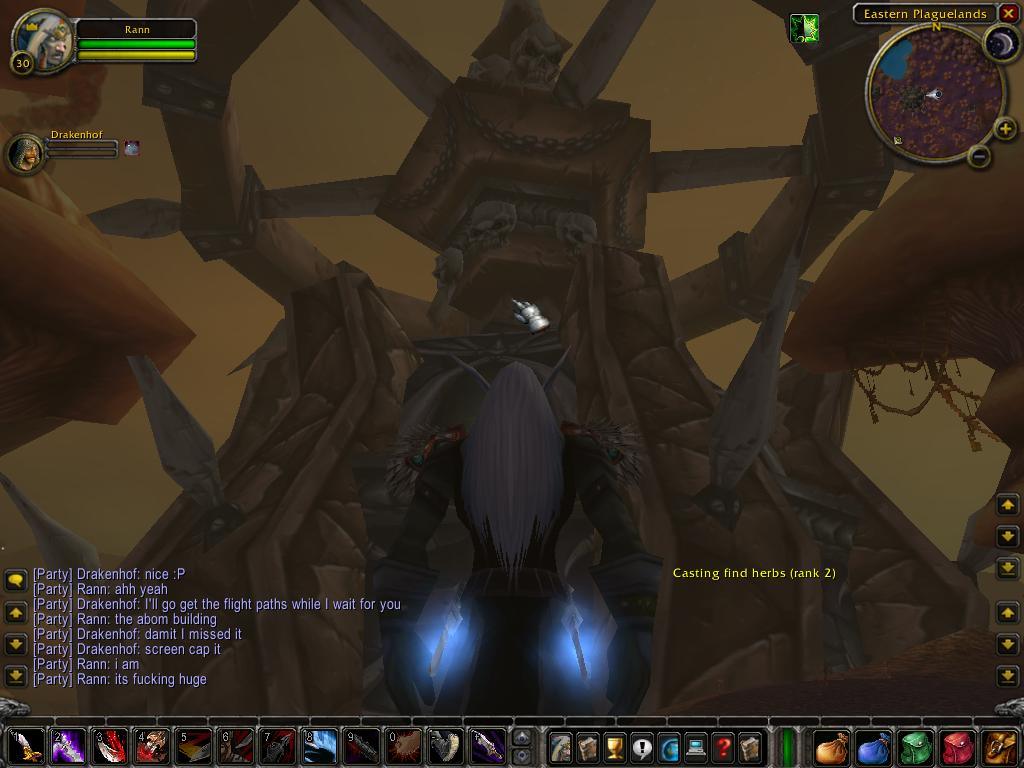 Rann
30
Eastern Plaguelands
N
Drakenhof
Casting find herbs (rank 2)
[Party] Drakenhof: nice :P
[Party] Rann: ahh yeah
[Party] Drakenhof: I'll go get the flight paths while I wait for you
[Party] Rann: the abom building
[Party] Drakenhof: damit I missed it
[Party] Drakenhof: screen cap it
[Party] Rann: i am
[Party] Rann: its fucking huge
1 2 3 4 5 6 7 8 9 0 - +